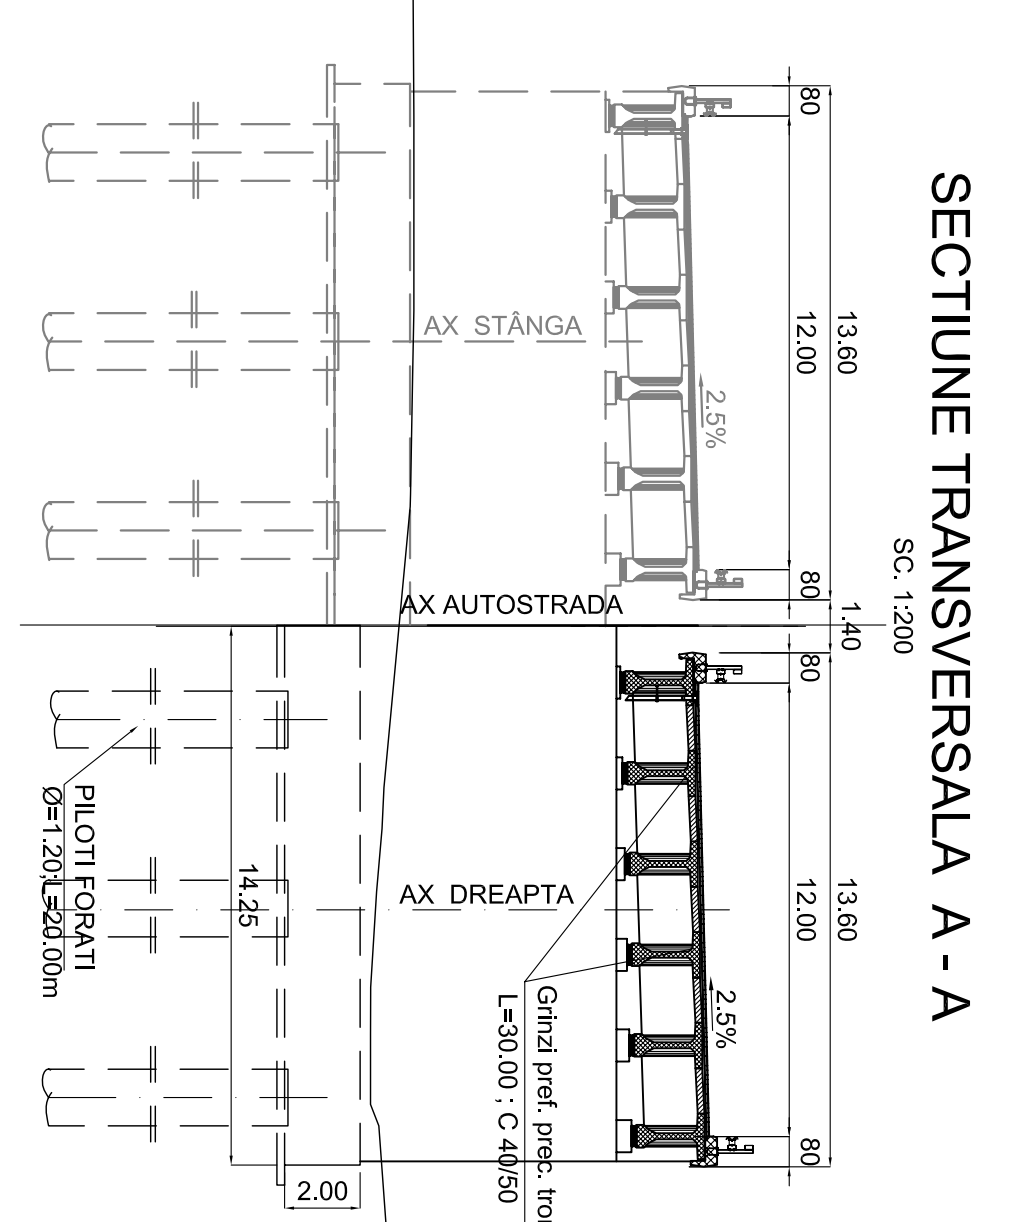 SECTIUNE TRANSVERSALA A - A
SC. 1:200
13.60
13.60
1.40
80
12.00
80
80
12.00
80
2.5%
2.5%
AX STÂNGA
AX AUTOSTRADA
AX DREAPTA
Grinzi pref. prec.
L=30.00 ; C 40/50
2.00
14.25
PILOTI FORATI
Ø=1.20;L=20.00m